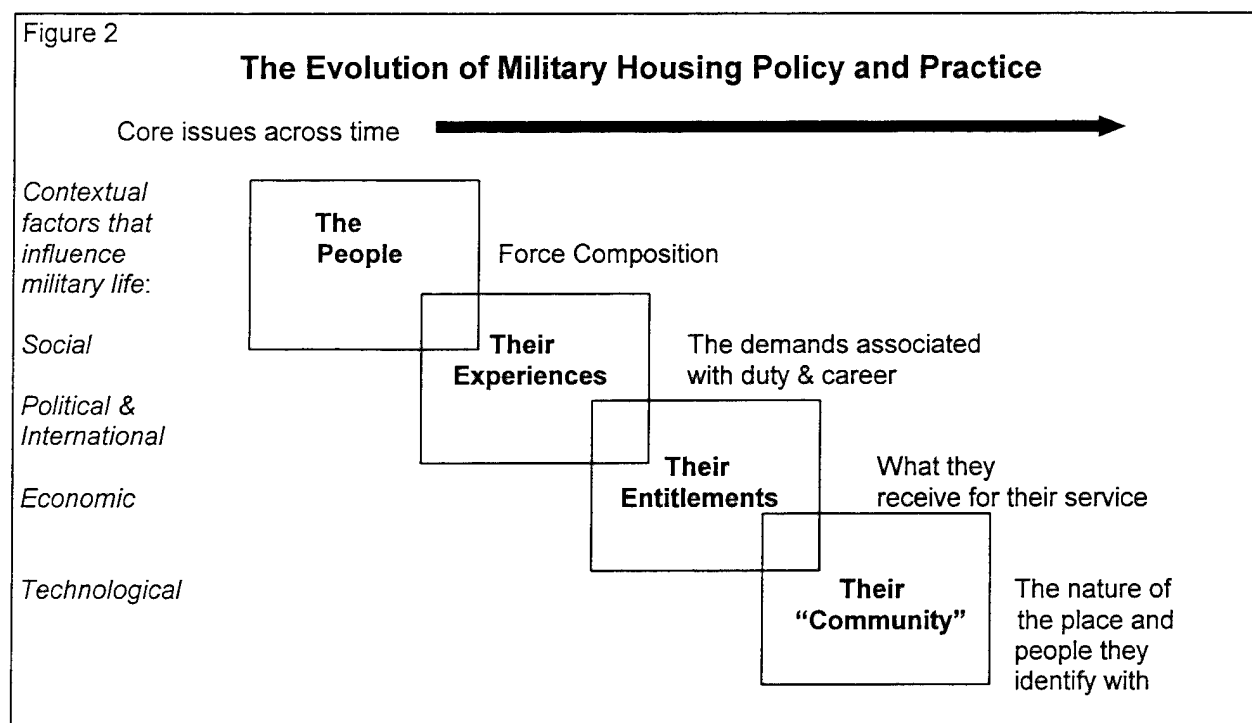 Figure 2
The Evolution of Military Housing Policy and Practice
Core issues across time
Contextual
factors that
influence
military life:
The
People
Force Composition
Social
Their
Experiences
The demands associated
with duty & career
Political &
International
Their
Entitlements
What they
receive for their service
Economic
Technological
Their
“Community”
The nature of
the place and
people they
identify with